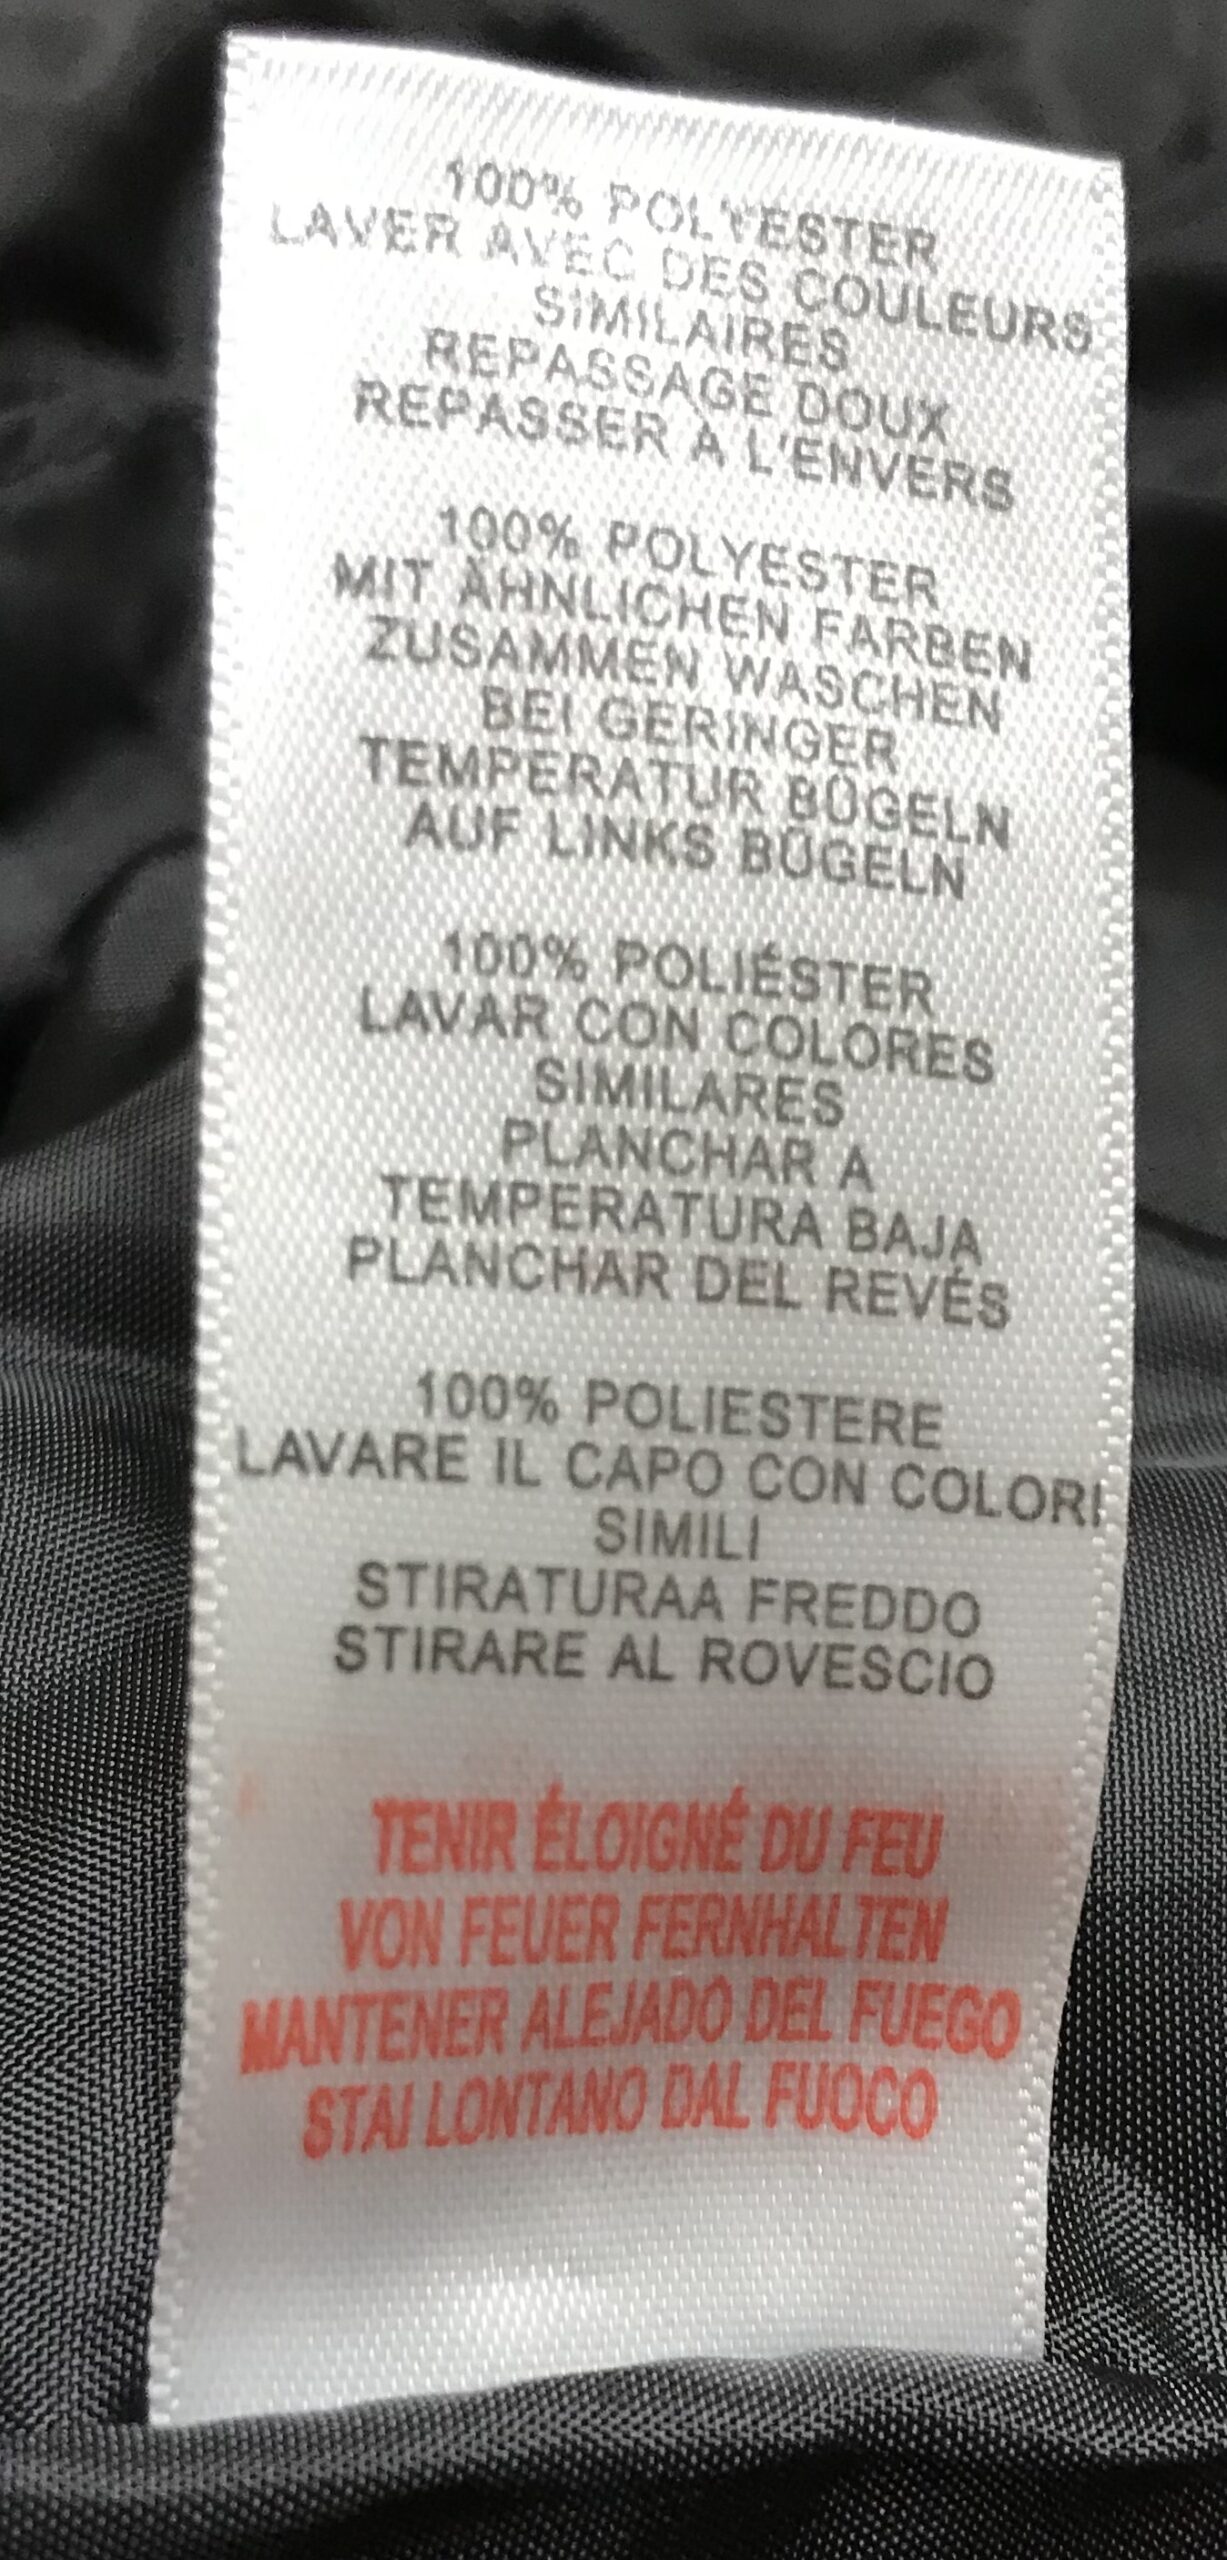 100% POLYESTER
LAVER AVEC DES COULEURS
SIMILAIRES
REPASSAGE DOUX
REPASSER À L'ENVERS
100% POLYESTER
MIT ÄHNLICHEN FARBEN
ZUSAMMEN WASCHEN
BEI GERINGER
TEMPERATUR BÜGELN
AUF LINKS BÜGELN
100% POLIÉSTER
LAVAR CON COLORES
SIMILARES
PLANCHAR A
TEMPERATURA BAJA
PLANCHAR DEL REVÉS
100% POLIESTERE
LAVARE IL CAPO CON COLORI
SIMILI
STIRATURAA FREDDO
STIRARE AL ROVESCIO
TENIR ÉLOIGNÉ DU FEU
VON FEUER FERNHALTEN
MANTENER ALEJADO DEL FUEGO
STAI LONTANO DAL FUOCO